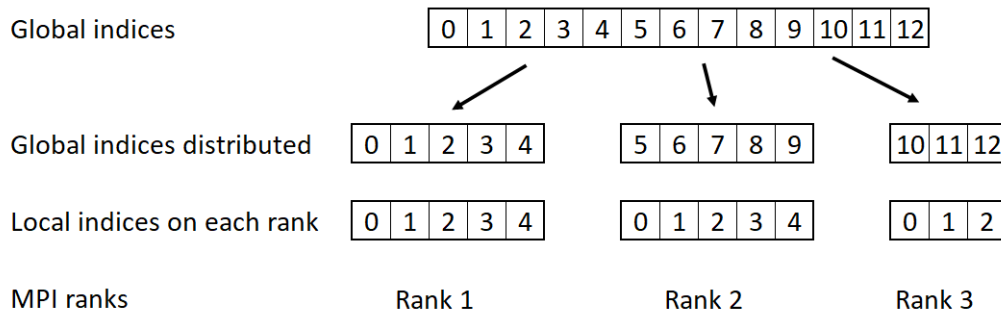 Global indices 0 1 2 3 4 5 6 7 8 9 10 11 12
Global indices distributed 0 1 2 3 4 5 6 7 8 9 10 11 12
Local indices on each rank 0 1 2 3 4 0 1 2 3 4 0 1 2
MPI ranks Rank 1 Rank 2 Rank 3